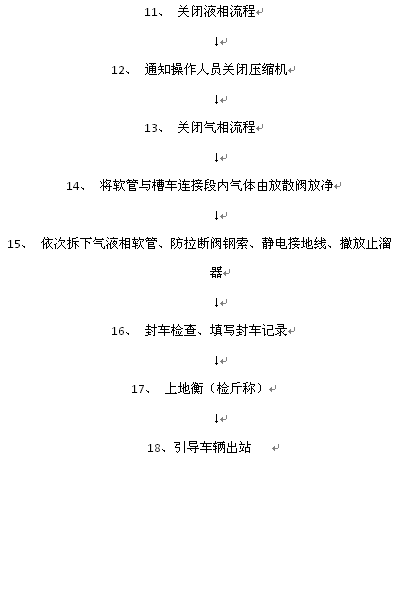 11、 关闭液相流程↵
↓↵
12、 通知操作人员关闭压缩机↵
↓↵
13、 关闭气相流程↵
↓↵
14、 将软管与槽车连接段内气体由放散阀放净↵
↓↵
15、 依次拆下气液相软管、防拉断阀钢索、静电接地线、撤放止溜
器↵
↓↵
16、 封车检查、填写封车记录↵
↓↵
17、 上地衡（检斤称）↵
↓↵
18、引导车辆出站 ↵